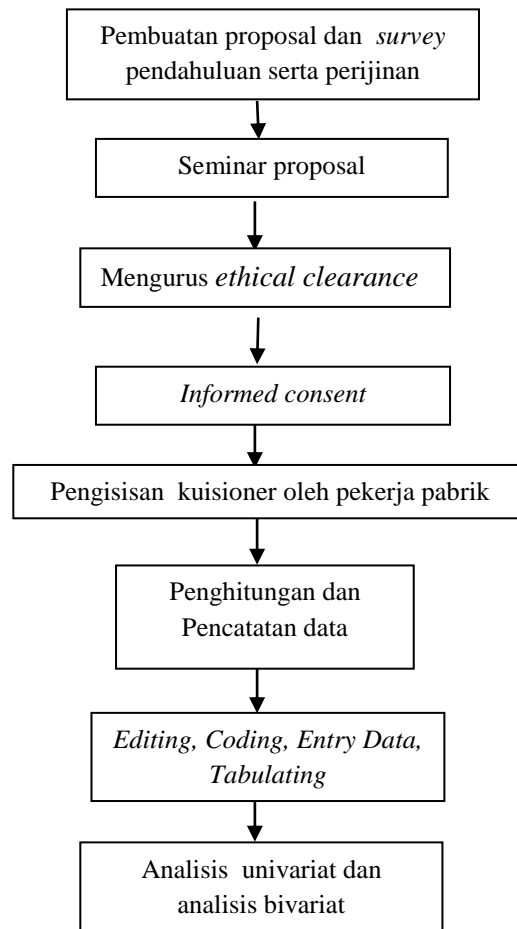 Pembuatan proposal dan survey
pendahuluan serta perijinan
Seminar proposal
Mengurus ethical clearance
Informed consent
Pengisisan kuisioner oleh pekerja pabrik
Penghitungan dan
Pencatatan data
Editing, Coding, Entry Data,
Tabulating
Analisis univariat dan
analisis bivariat